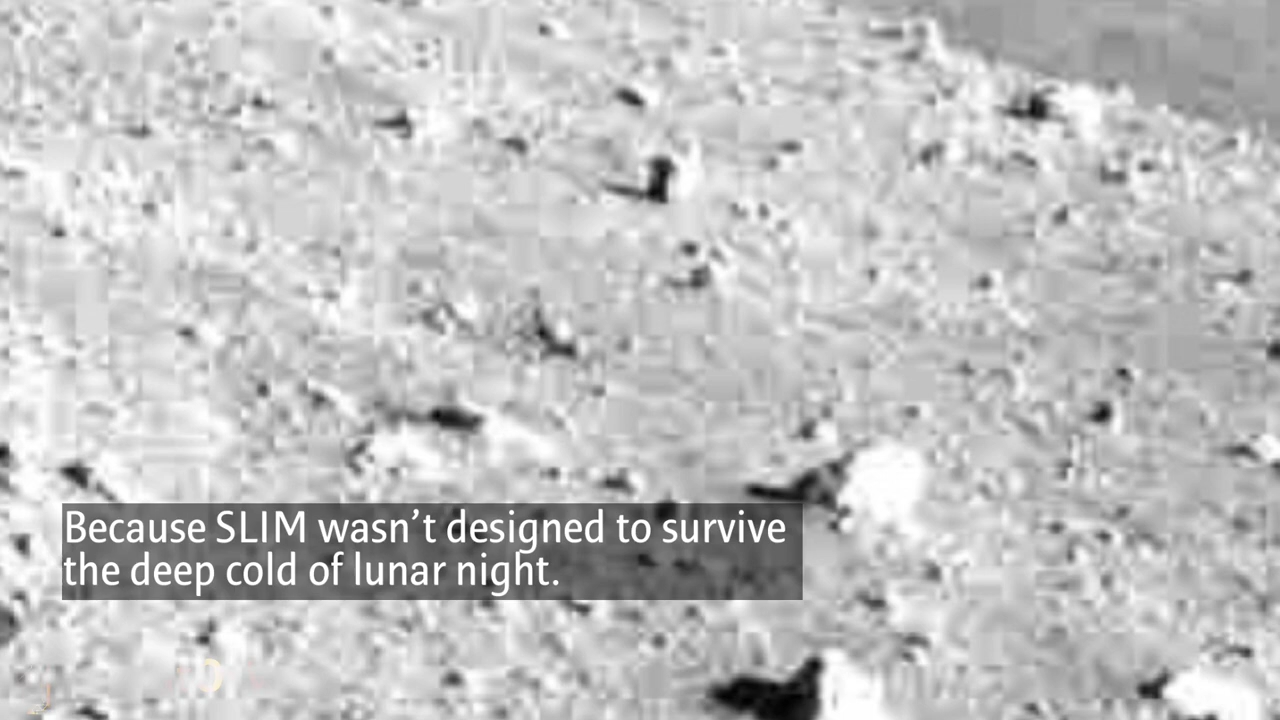 Because SLIM wasn’t designed to survive
the deep cold of lunar night.